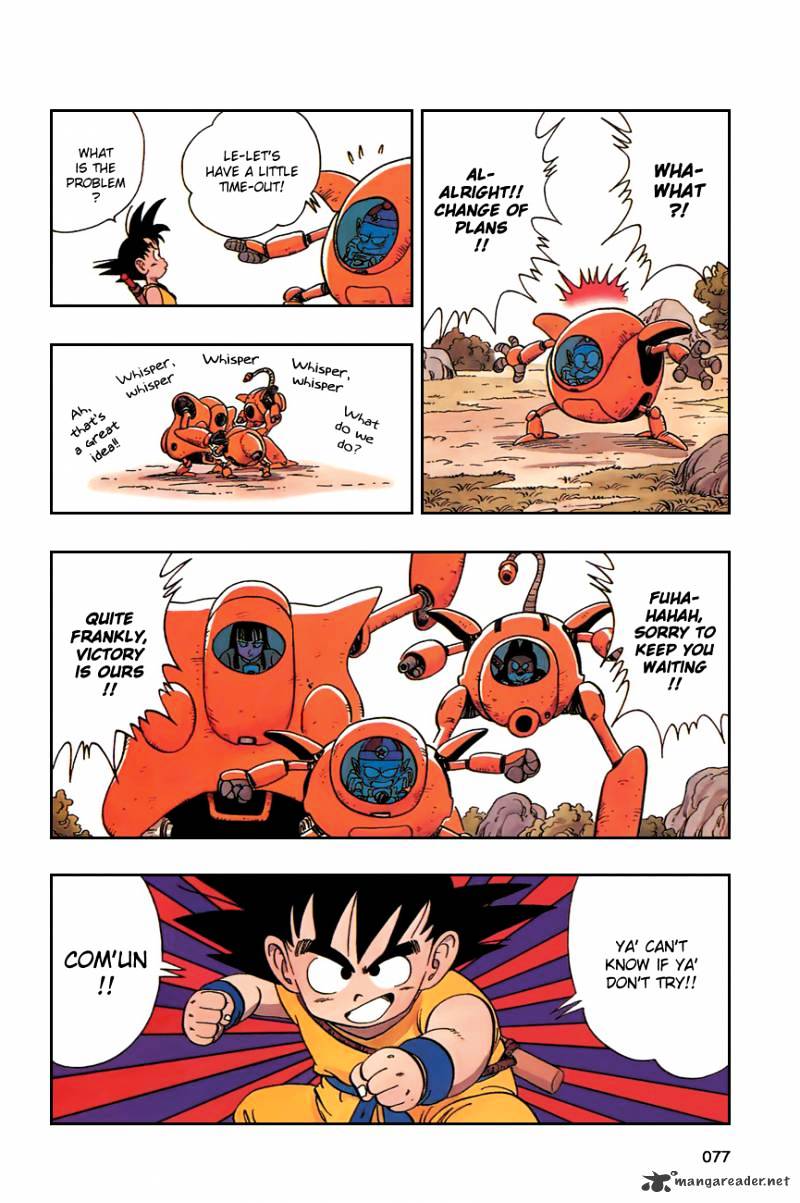 WHA-
WHAT
?!
AL-
ALRIGHT!!
CHANGE OF
PLANS
!!
LE-LET'S
HAVE A LITTLE
TIME-OUT!
WHAT
IS THE
PROBLEM
?
Whisper,
whisper
Whisper
Whisper,
whisper
What
do we
do?
Ah,
that's
a great
idea!!
FUHA-
HAHAH,
SORRY TO
KEEP YOU
WAITING
!!
QUITE
FRANKLY,
VICTORY
IS OURS
!!
YA' CAN'T
KNOW IF YA'
DON'T TRY!!
COM'UN
!!
077
mangareader.net